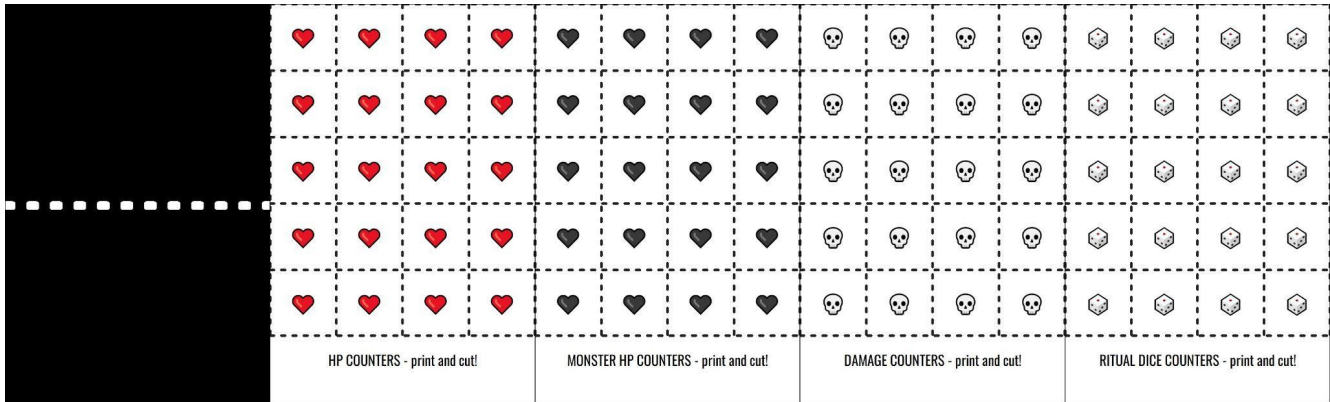 HP COUNTERS - print and cut!
MONSTER HP COUNTERS - print and cut!
DAMAGE COUNTERS - print and cut!
RITUAL DICE COUNTERS - print and cut!